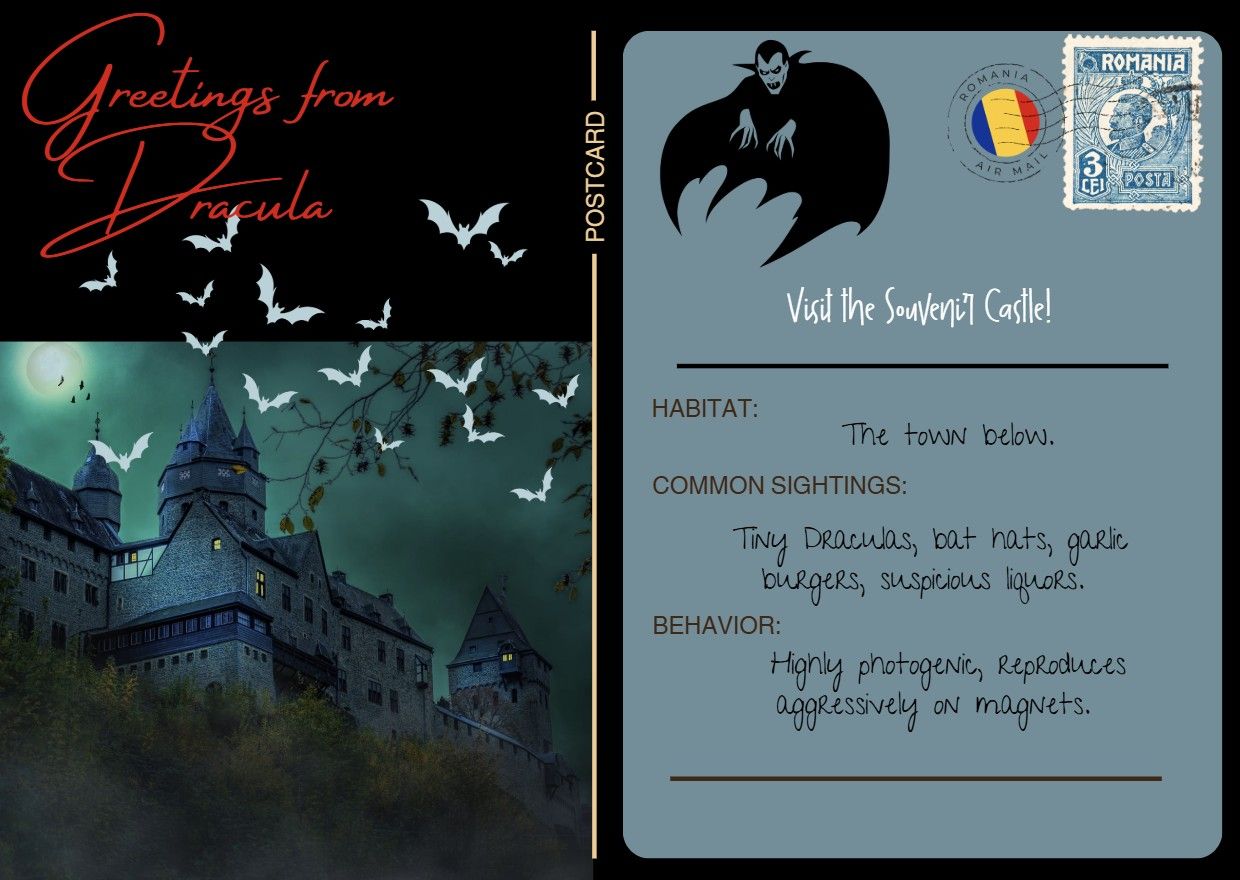 Greetings from
Dracula
POSTCARD
ROMANIA
AIR MAIL
ROMANIA
3
LEI
POSTA
Visit the Souvenir Castle!
HABITAT:
The town below.
COMMON SIGHTINGS:
Tiny Draculas, bat hats, garlic
burgers, suspicious liquors.
BEHAVIOR:
Highly photogenic, reproduces
aggressively on magnets.